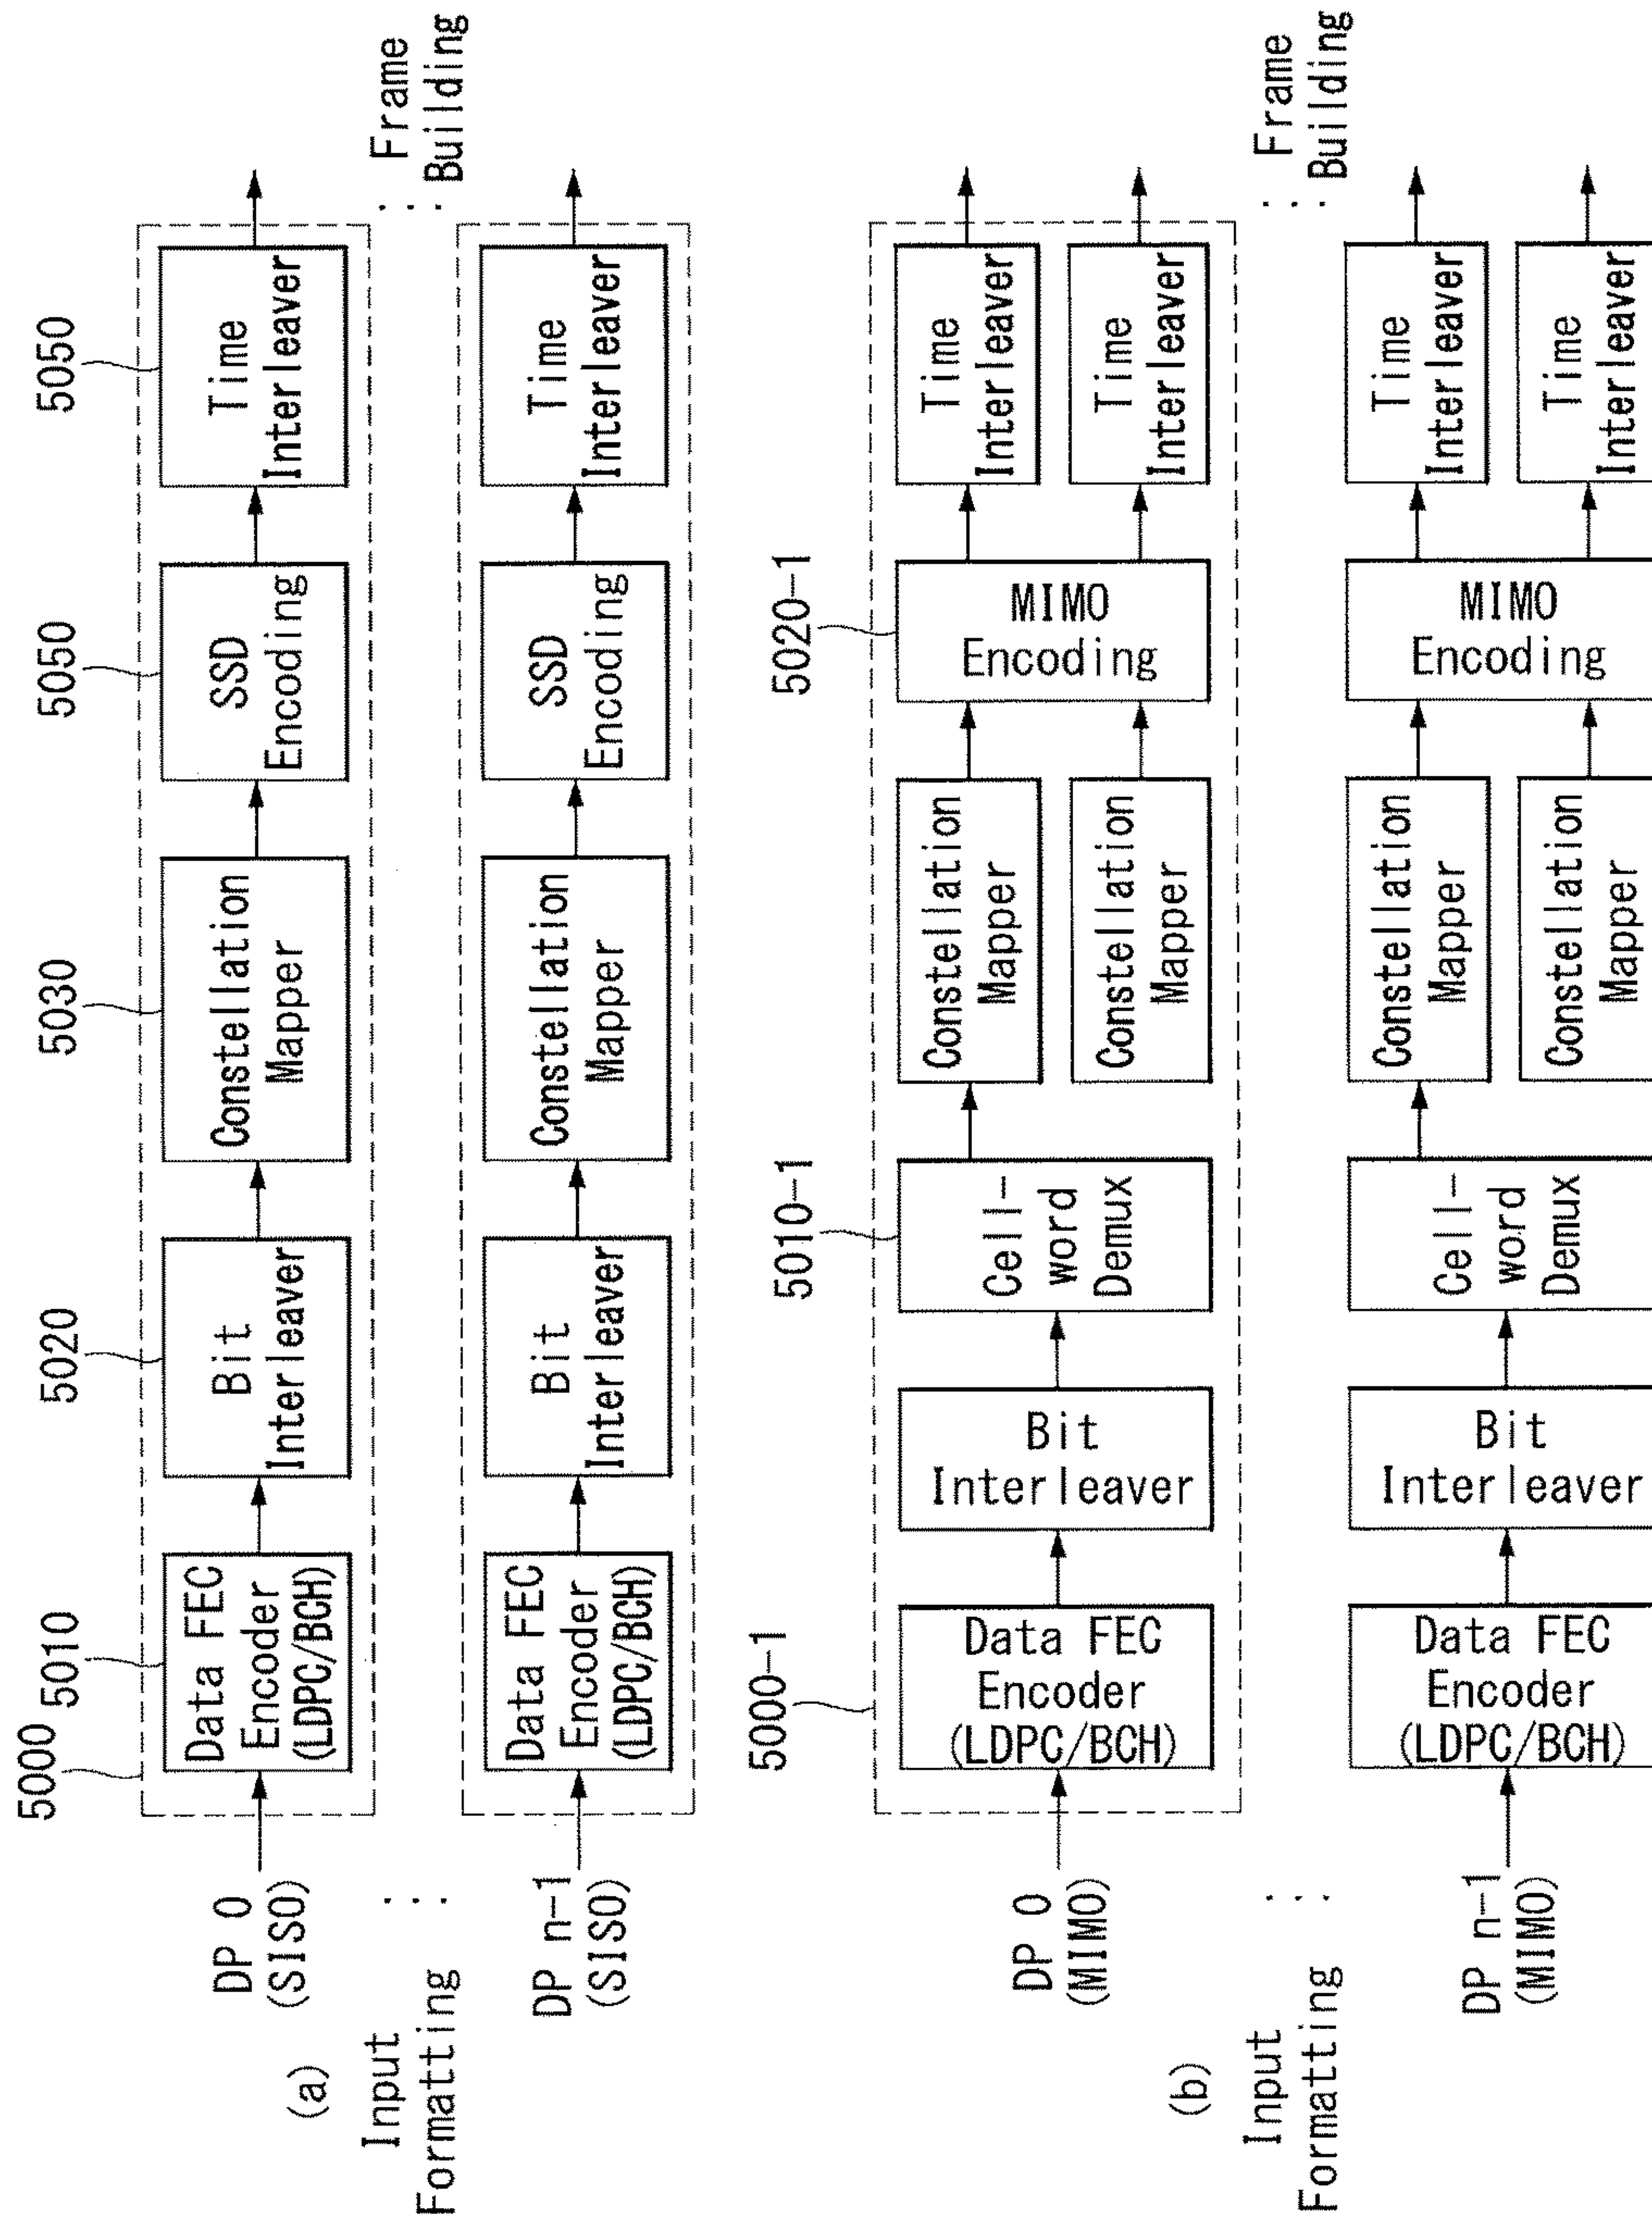 5000
5010
5020
5030
5050
5050
DP 0
(SISO)
Data FEC
Encoder
(LDPC/BCH)
Bit
Interleaver
Constellation
Mapper
SSD
Encoding
Time
Interleaver
(a)
Input
Formatting
...
...
Frame
Building
DP n-1
(SISO)
Data FEC
Encoder
(LDPC/BCH)
Bit
Interleaver
Constellation
Mapper
SSD
Encoding
Time
Interleaver
5000-1
5010-1
5020-1
DP 0
(MIMO)
Data FEC
Encoder
(LDPC/BCH)
Bit
Interleaver
Cell-
word
Demux
Constellation
Mapper
Constellation
Mapper
MIMO
Encoding
Time
Interleaver
Time
Interleaver
(b)
Input
Formatting
...
...
Frame
Building
DP n-1
(MIMO)
Data FEC
Encoder
(LDPC/BCH)
Bit
Interleaver
Cell-
word
Demux
Constellation
Mapper
Constellation
Mapper
MIMO
Encoding
Time
Interleaver
Time
Interleaver